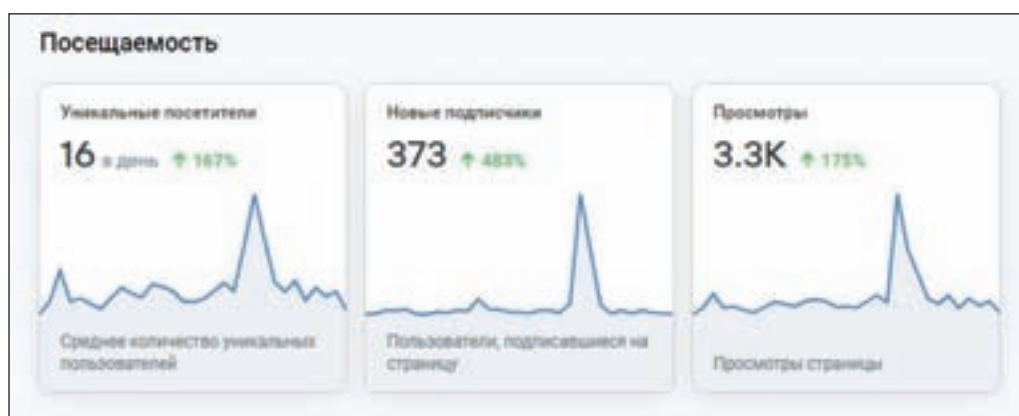 Посещаемость
Уникальные посетители
16 в день ↑ 167%
Среднее количество уникальных
пользователей
Новые подписчики
373 ↑ 483%
Пользователи, подписавшиеся на
страницу
Просмотры
3.3K ↑ 175%
Просмотры страницы